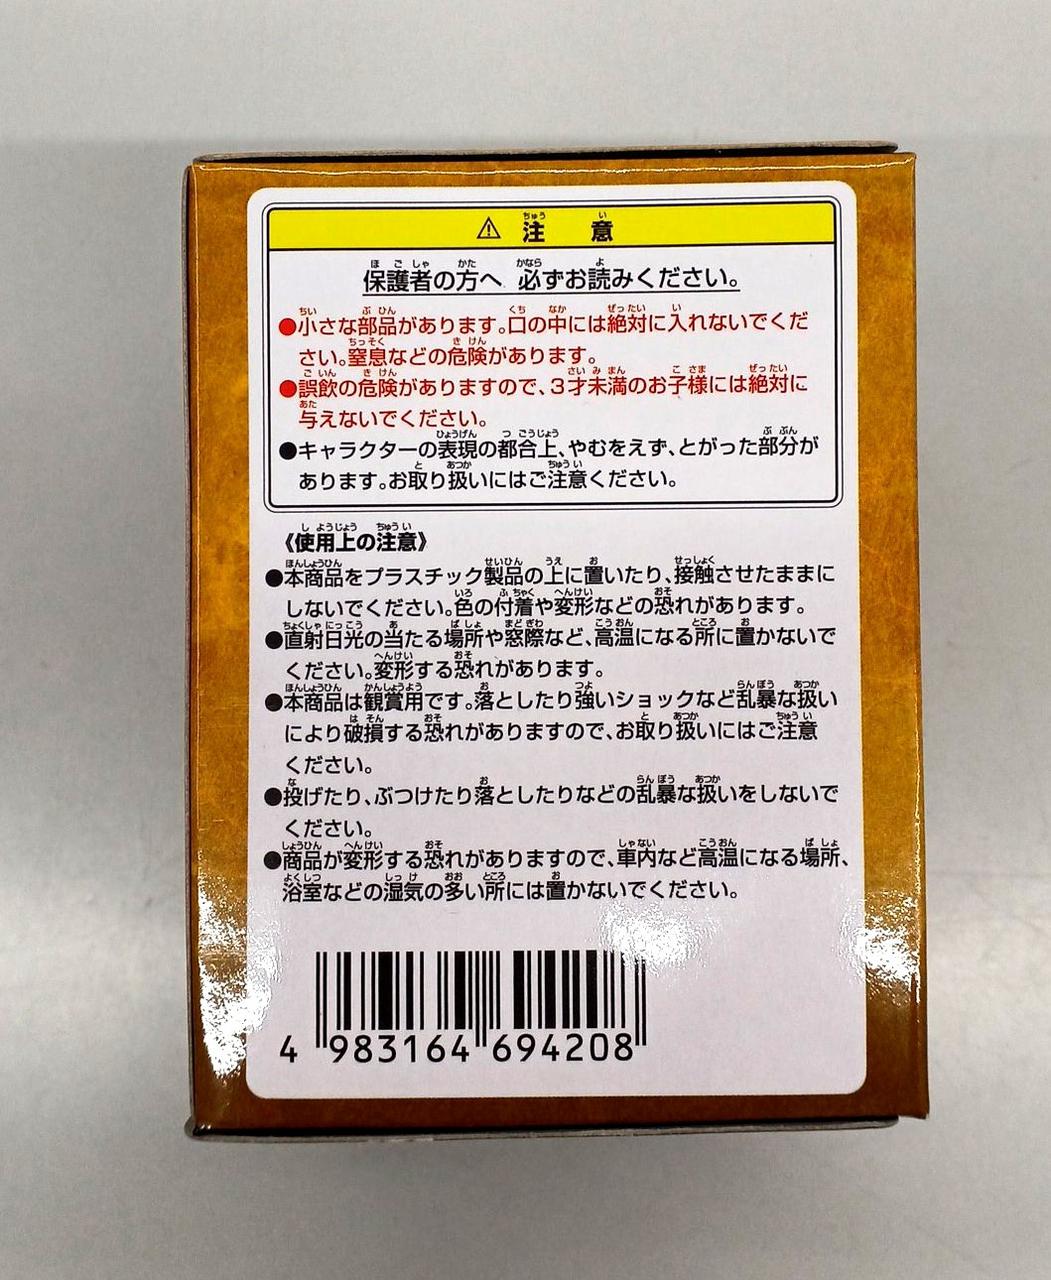 ⚠ 注 意
保護者の方へ 必ずお読みください。
●小さな部品があります。口の中には絶対に入れないでくだ
さい。窒息などの危険があります。
●誤飲の危険がありますので、3才未満のお子様には絶対に
与えないでください。
●キャラクターの表現の都合上、やむをえず、とがった部分が
あります。お取り扱いにはご注意ください。
《使用上の注意》
●本商品をプラスチック製品の上に置いたり、接触させたままに
しないでください。色の付着や変形などの恐れがあります。
●直射日光の当たる場所や窓際など、高温になる所に置かないで
ください。変形する恐れがあります。
●本商品は観賞用です。落としたり強いショックなど乱暴な扱い
により破損する恐れがありますので、お取り扱いにはご注意
ください。
●投げたり、ぶつけたり落としたりなどの乱暴な扱いをしないで
ください。
●商品が変形する恐れがありますので、車内など高温になる場所、
浴室などの湿気の多い所には置かないでください。
4 983164 694208